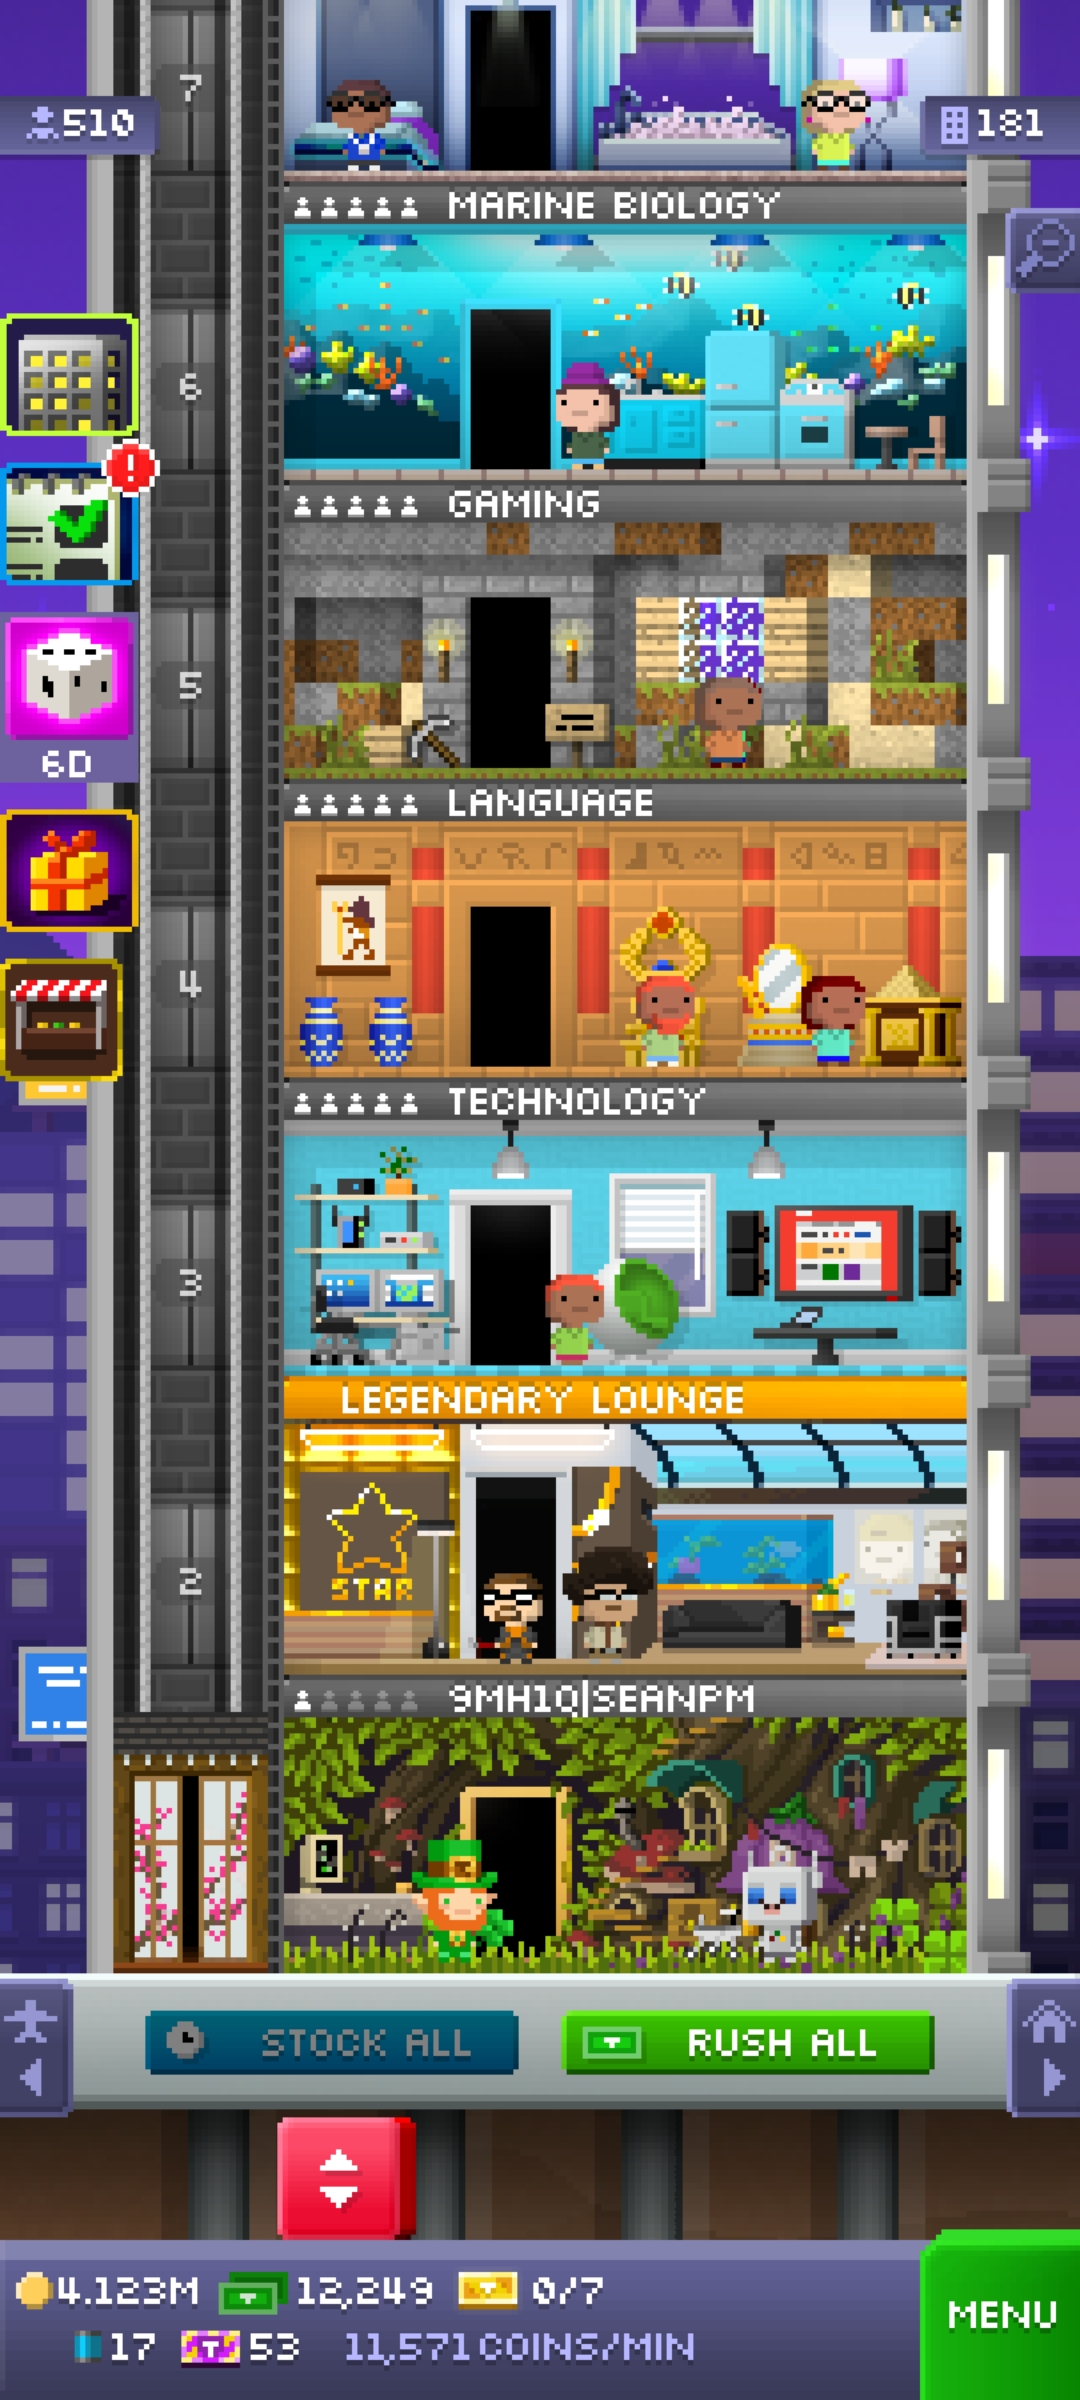 7
510
181
MARINE BIOLOGY
6
GAMING
5
6D
LANGUAGE
4
TECHNOLOGY
3
LEGENDARY LOUNGE
STAR
2
9MH1Q|SEANPM
STOCK ALL
RUSH ALL
4.123M 12,249 0/7
17 53 11,571 COINS/MIN
MENU